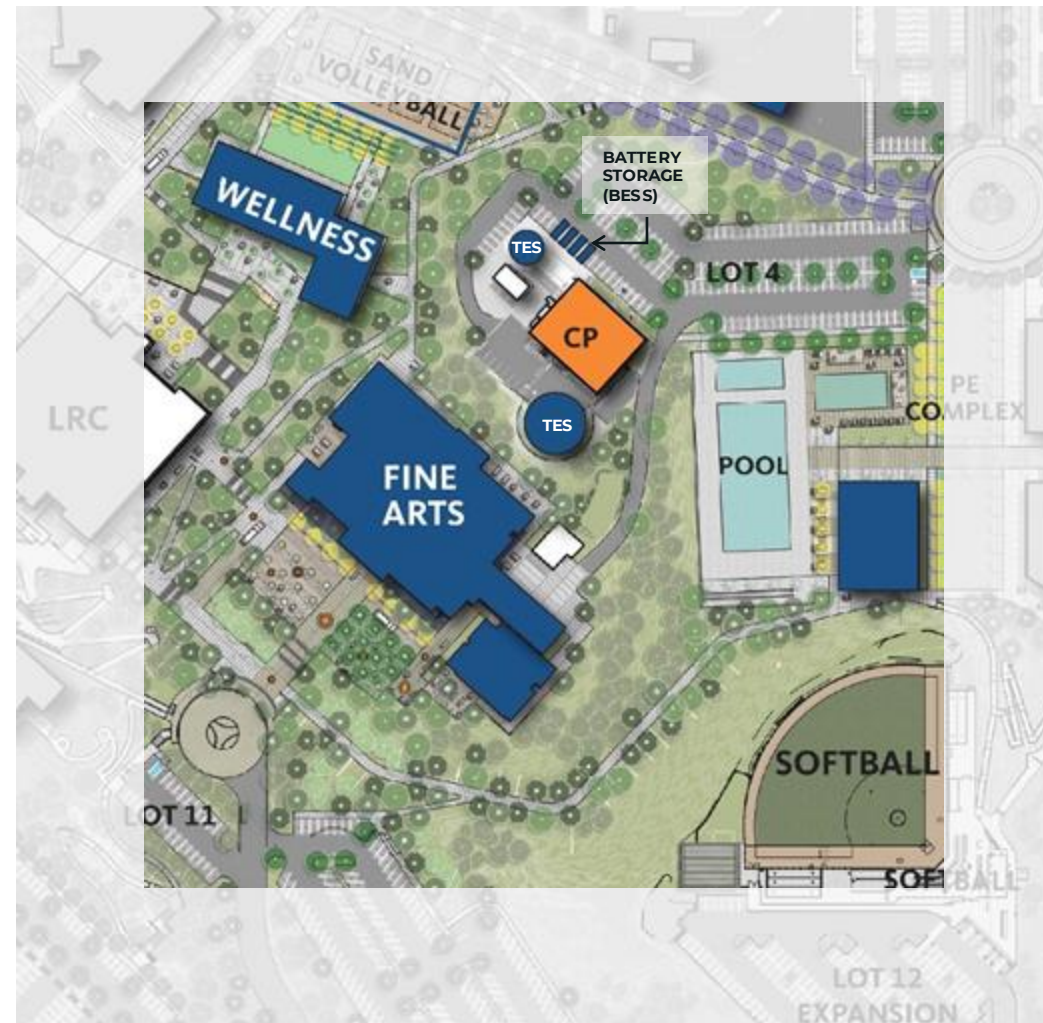 SAND
VOLLEYBALL
BATTERY
STORAGE
(BESS)
WELLNESS
TES
LOT 4
CP
LRC
PE
COMPLEX
TES
POOL
FINE
ARTS
SOFTBALL
LOT 11
SOFTBALL
LOT 12
EXPANSION